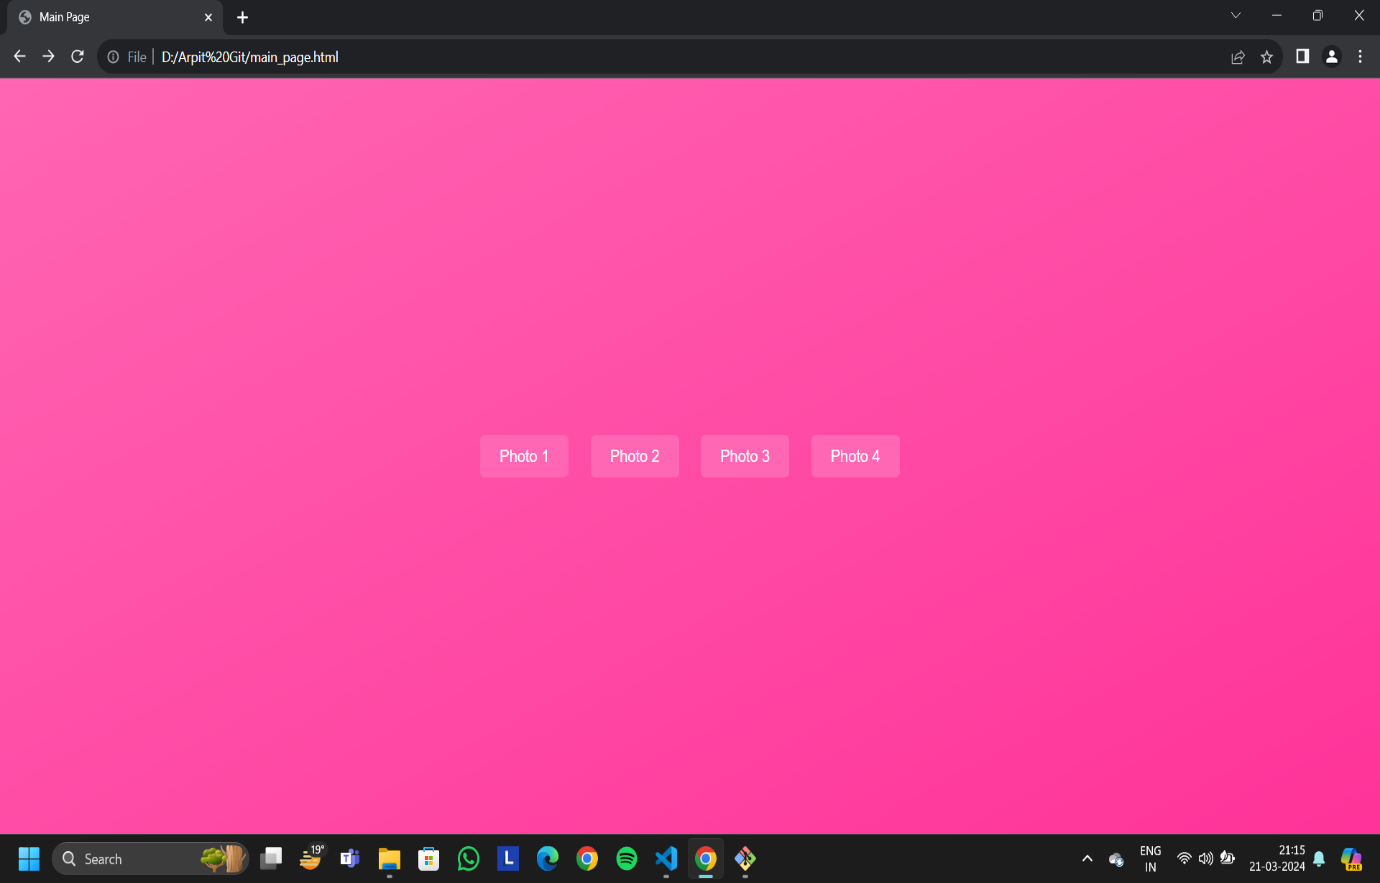 Main Page
File D:/Arpit%20Git/main_page.html
Photo 1 Photo 2 Photo 3 Photo 4
Search 19° T L PRE
ENG 21:15
IN 21-03-2024